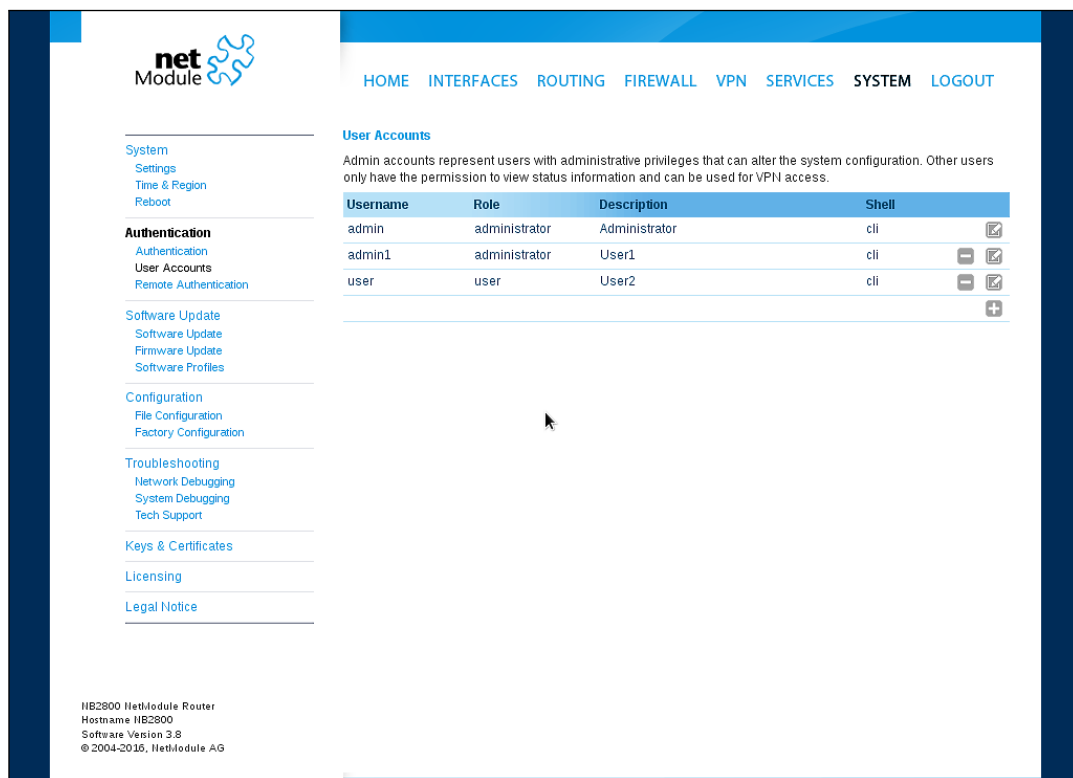 net
Module
HOME INTERFACES ROUTING FIREWALL VPN SERVICES SYSTEM LOGOUT
System
Settings
Time & Region
Reboot
Authentication
Authentication
User Accounts
Remote Authentication
Software Update
Software Update
Firmware Update
Software Profiles
Configuration
File Configuration
Factory Configuration
Troubleshooting
Network Debugging
System Debugging
Tech Support
Keys & Certificates
Licensing
Legal Notice
User Accounts
Admin accounts represent users with administrative privileges that can alter the system configuration. Other users
only have the permission to view status information and can be used for VPN access.
Username Role Description Shell
admin administrator Administrator cli
admin1 administrator User1 cli
user user User2 cli
NB2800 NetModule Router
Hostname NB2800
Software Version 3.8
© 2004-2016, NetModule AG